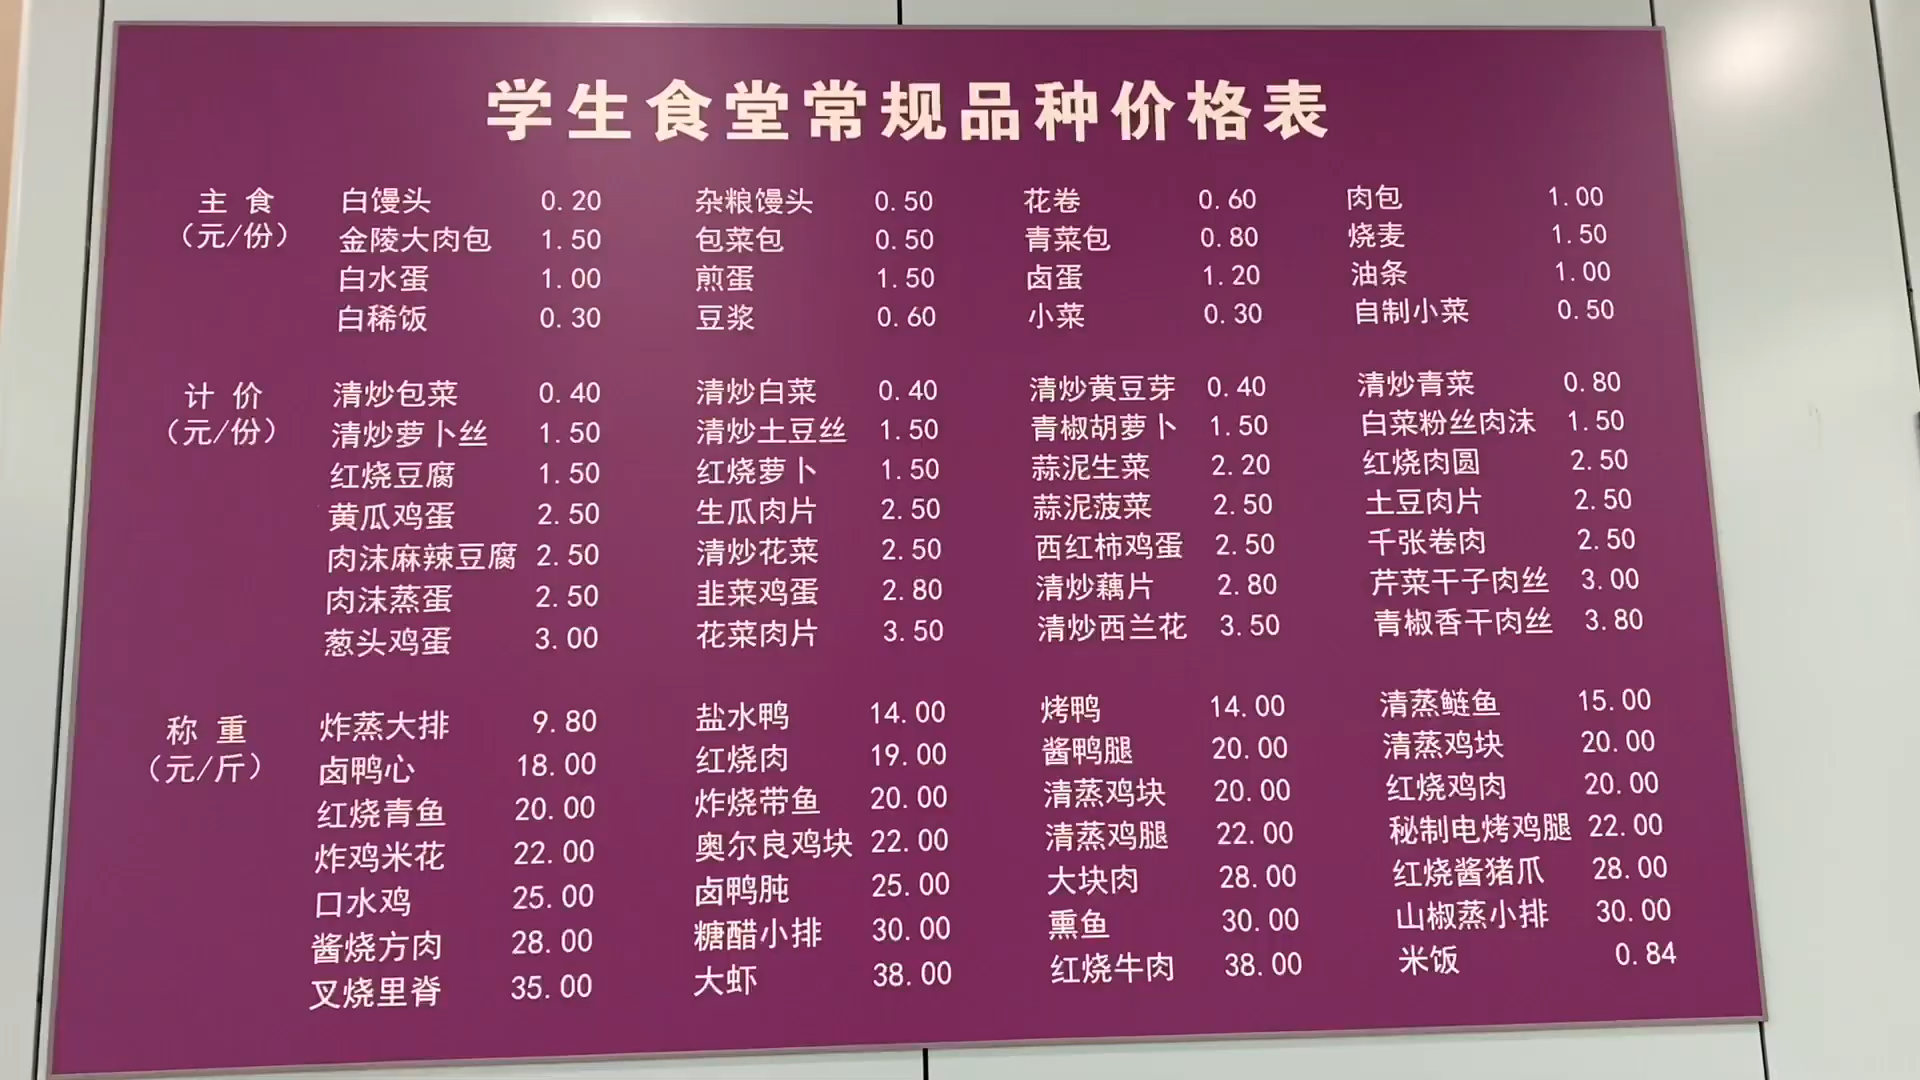 学生食堂常规品种价格表
主食 白馒头 0.20 杂粮馒头 0.50 花卷 0.60 肉包 1.00
（元/份） 金陵大肉包 1.50 包菜包 0.50 青菜包 0.80 烧麦 1.50
白水蛋 1.00 煎蛋 1.50 卤蛋 1.20 油条 1.00
白稀饭 0.30 豆浆 0.60 小菜 0.30 自制小菜 0.50
计价 清炒包菜 0.40 清炒白菜 0.40 清炒黄豆芽 0.40 清炒青菜 0.80
（元/份） 清炒萝卜丝 1.50 清炒土豆丝 1.50 青椒胡萝卜 1.50 白菜粉丝肉沫 1.50
红烧豆腐 1.50 红烧萝卜 1.50 蒜泥生菜 2.20 红烧肉圆 2.50
黄瓜鸡蛋 2.50 生瓜肉片 2.50 蒜泥菠菜 2.50 土豆肉片 2.50
肉沫麻辣豆腐 2.50 清炒花菜 2.50 西红柿鸡蛋 2.50 千张卷肉 2.50
肉沫蒸蛋 2.50 韭菜鸡蛋 2.80 清炒藕片 2.80 芹菜干子肉丝 3.00
葱头鸡蛋 3.00 花菜肉片 3.50 清炒西兰花 3.50 青椒香干肉丝 3.80
称重 炸蒸大排 9.80 盐水鸭 14.00 烤鸭 14.00 清蒸鲢鱼 15.00
（元/斤） 卤鸭心 18.00 红烧肉 19.00 酱鸭腿 20.00 清蒸鸡块 20.00
红烧青鱼 20.00 炸烧带鱼 20.00 清蒸鸡块 20.00 红烧鸡肉 20.00
炸鸡米花 22.00 奥尔良鸡块 22.00 清蒸鸡腿 22.00 秘制电烤鸡腿 22.00
口水鸡 25.00 卤鸭肫 25.00 大块肉 28.00 红烧酱猪爪 28.00
酱烧方肉 28.00 糖醋小排 30.00 熏鱼 30.00 山椒蒸小排 30.00
叉烧里脊 35.00 大虾 38.00 红烧牛肉 38.00 米饭 0.84